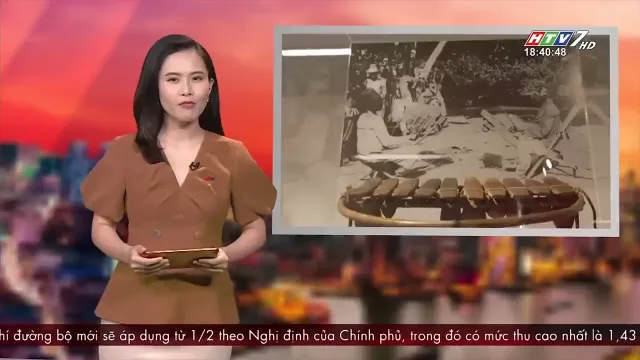 HTV7 HD
18:40:48
hí đường bộ mới sẽ áp dụng từ 1/2 theo Nghị định của Chính phủ, trong đó có mức thu cao nhất là 1,43